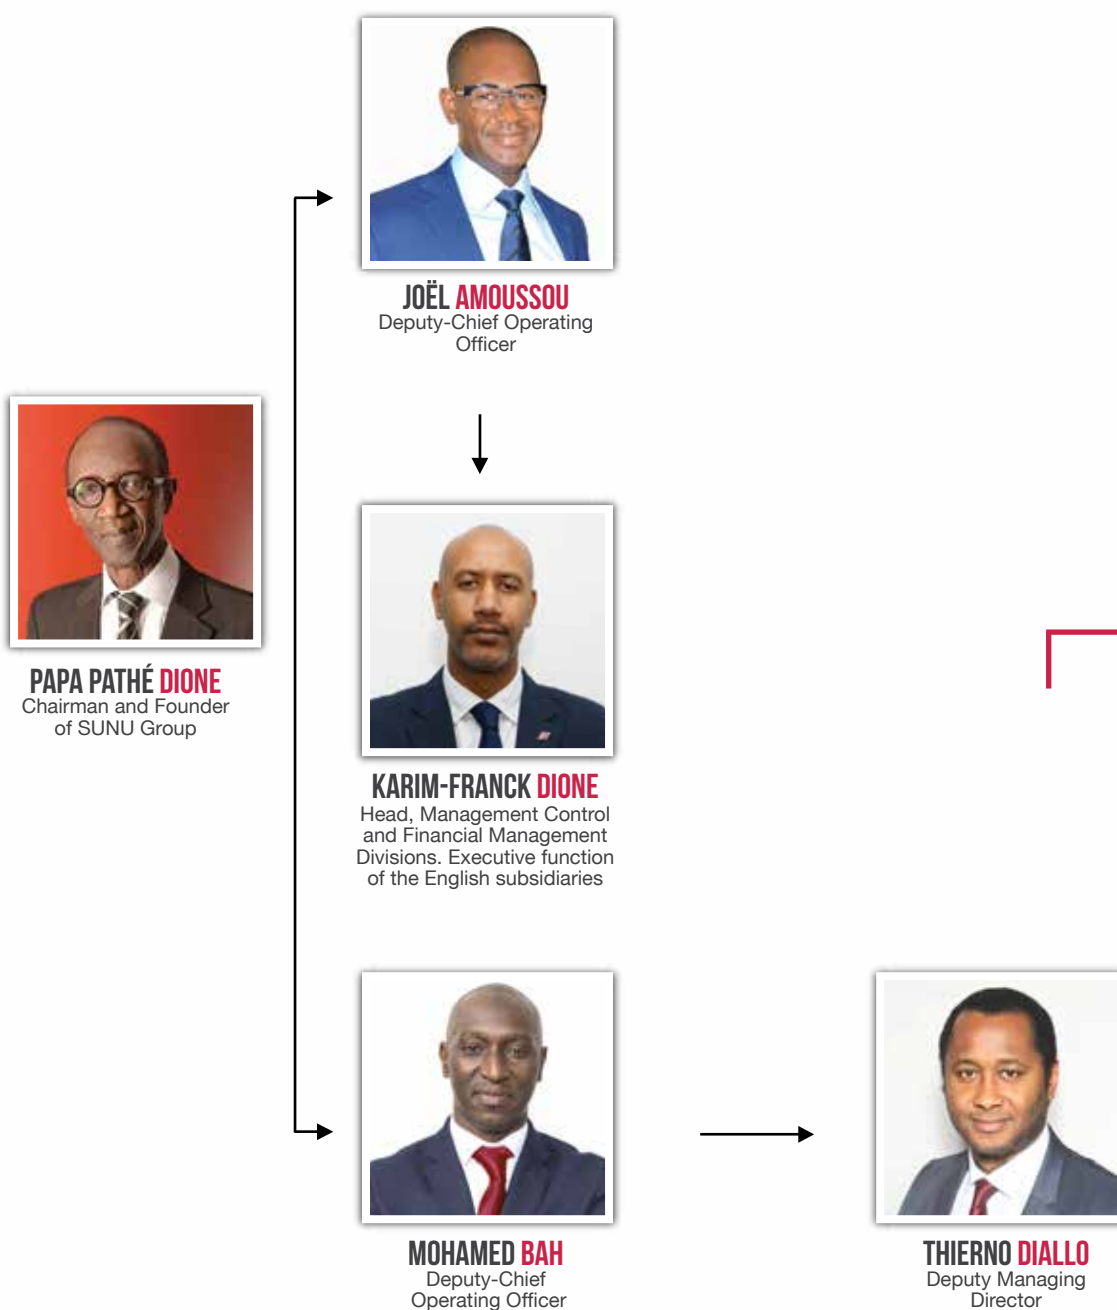 JOËL AMOUSSOU
Deputy-Chief Operating
Officer
PAPA PATHÉ DIONE
Chairman and Founder
of SUNU Group
KARIM-FRANCK DIONE
Head, Management Control
and Financial Management
Divisions. Executive function
of the English subsidiaries
MOHAMED BAH
Deputy-Chief
Operating Officer
THIERNO DIALLO
Deputy Managing
Director